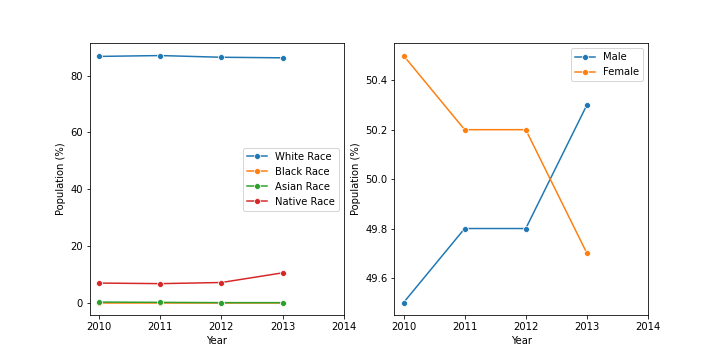 Population (%)
80
60
40
20
0
2010 2011 2012 2013 2014
Year
White Race
Black Race
Asian Race
Native Race
Population (%)
50.4
50.2
50.0
49.8
49.6
2010 2011 2012 2013 2014
Year
Male
Female